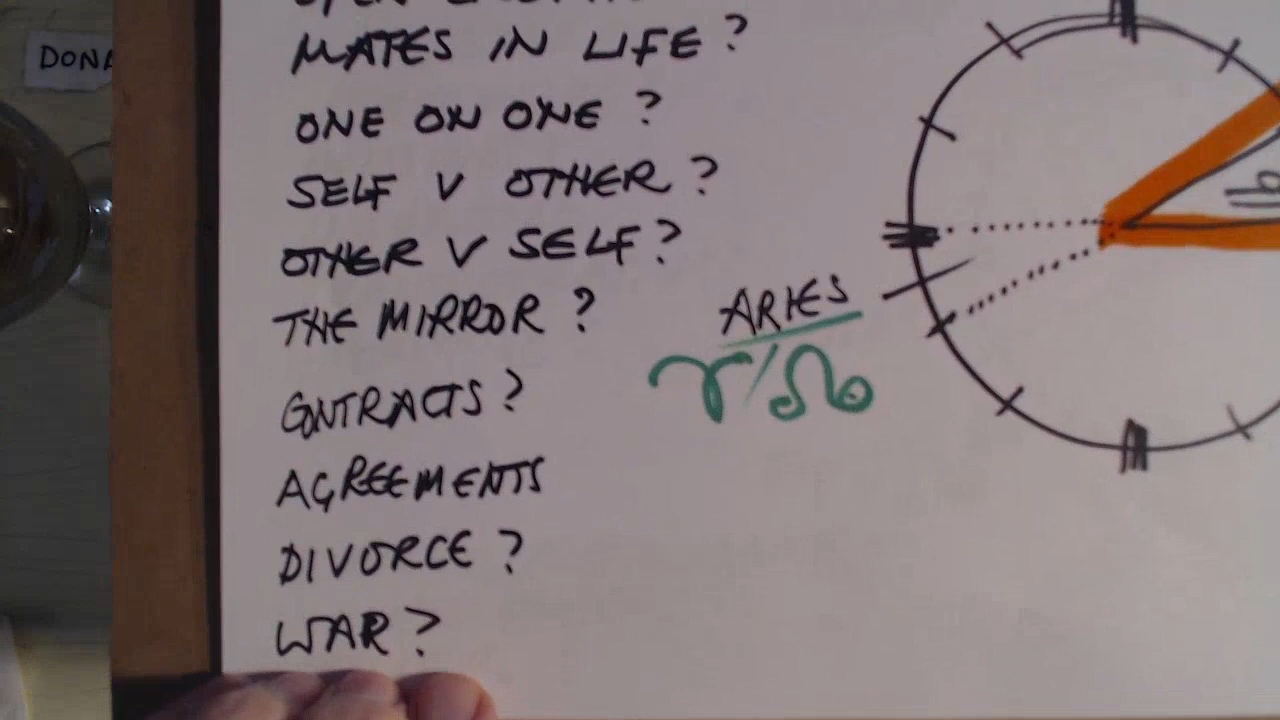 MATES IN LIFE?
ONE ON ONE?
SELF V OTHER?
OTHER V SELF?
THE MIRROR?
CONTRACTS?
AGREEMENTS
DIVORCE?
WAR?
ARIES
♈/♌
DONA